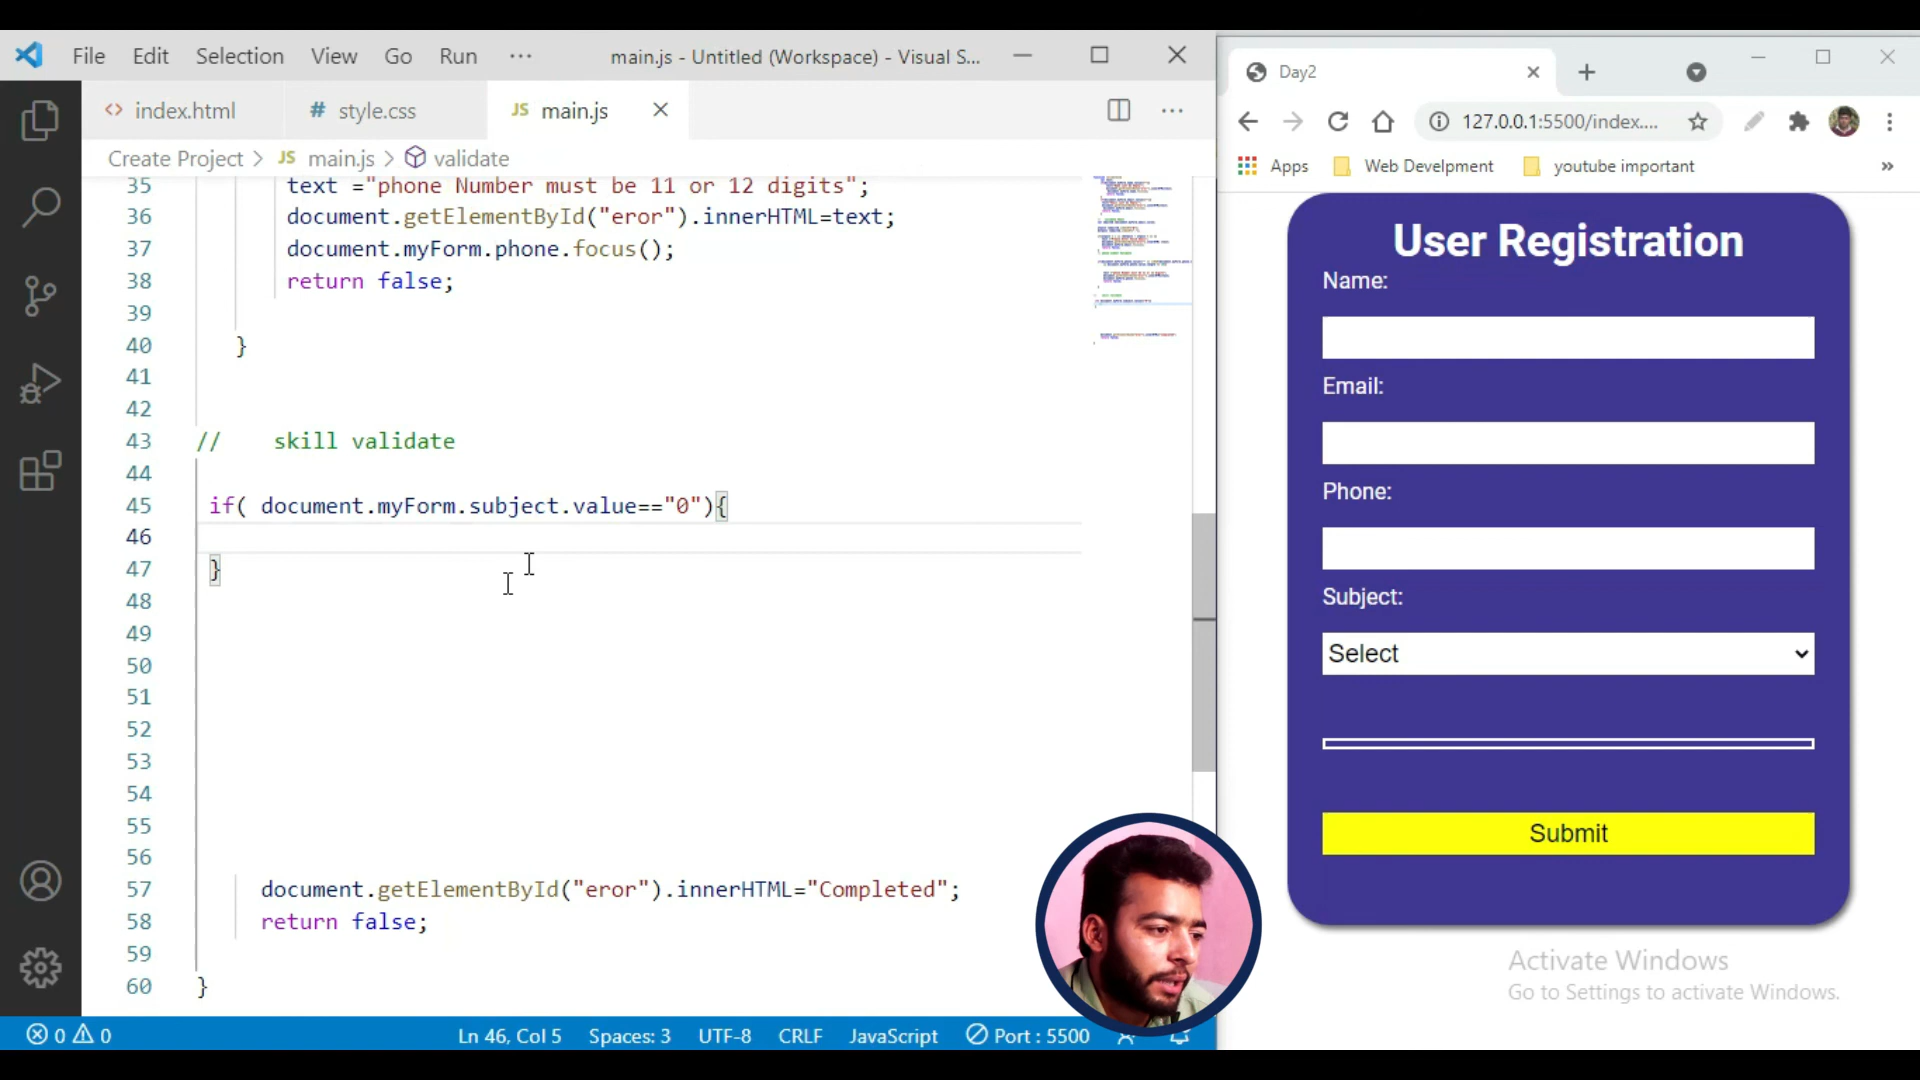 File Edit Selection View Go Run ··· main.js - Untitled (Workspace) - Visual S...
index.html # style.css JS main.js
Create Project > JS main.js > validate
35 text ="phone Number must be 11 or 12 digits";
36 document.getElementById("eror").innerHTML=text;
37 document.myForm.phone.focus();
38 return false;
39
40 }
41
42
43 // skill validate
44
45 if( document.myForm.subject.value=="0"){
46
47 }
48
49
50
51
52
53
54
55
56
57 document.getElementById("eror").innerHTML="Completed";
58 return false;
59
60 }
0 0 Ln 46, Col 5 Spaces: 3 UTF-8 CRLF JavaScript Port : 5500
Day2
127.0.0.1:5500/index....
Apps Web Develpment youtube important »
User Registration
Name:
Email:
Phone:
Subject:
Select
Submit
Activate Windows
Go to Settings to activate Windows.